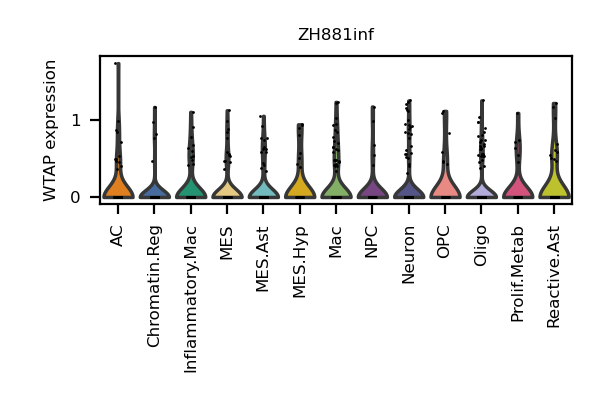 ZH881inf
WTAP expression
1
0
AC
Chromatin.Reg
Inflammatory.Mac
MES
MES.Ast
MES.Hyp
Mac
NPC
Neuron
OPC
Oligo
Prolif.Metab
Reactive.Ast